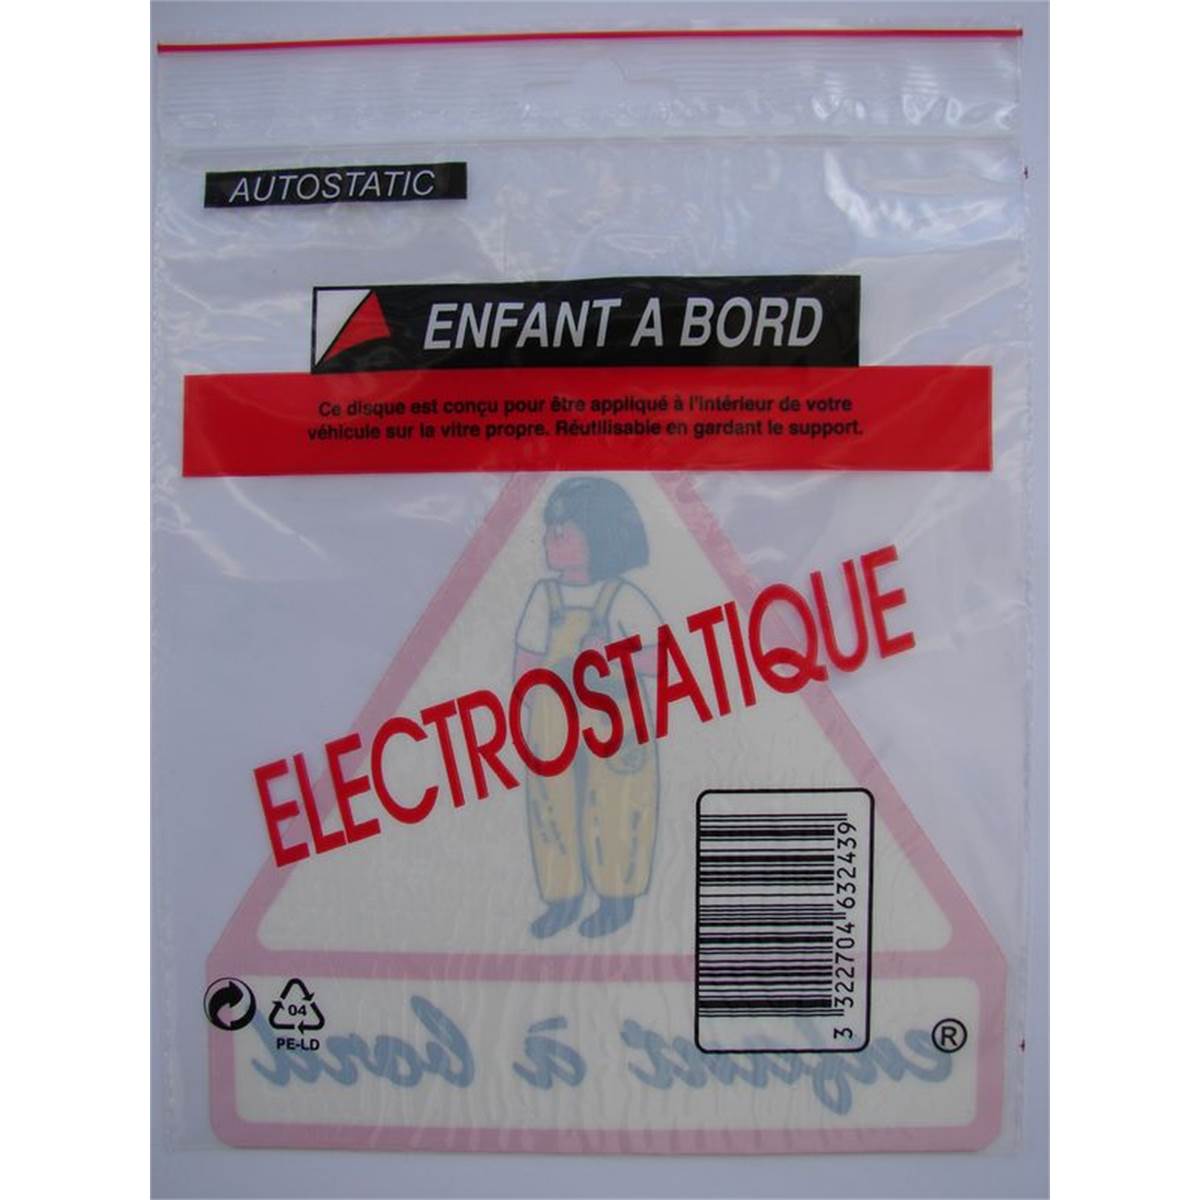 AUTOSTATIC
ENFANT A BORD
Ce disque est conçu pour être appliqué à l'intérieur de votre
véhicule sur la vitre propre. Réutilisable en gardant le support.
ELECTROSTATIQUE
3 322704 632439
04
PE-LD
®
enfant à bord